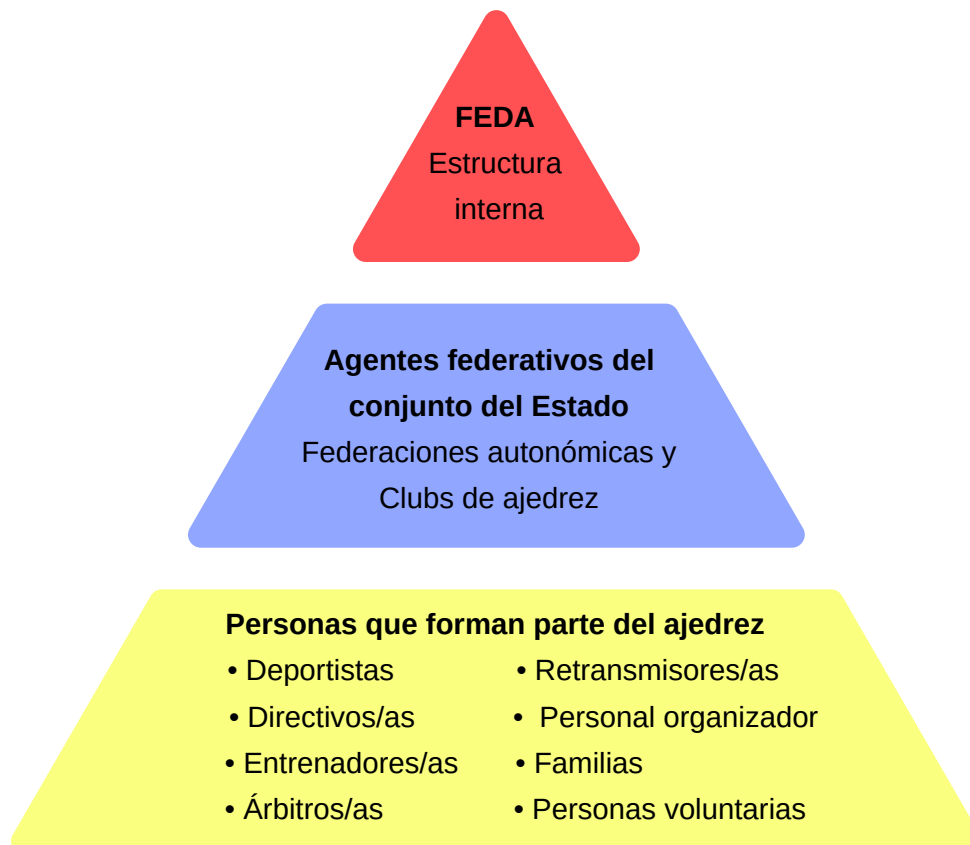 FEDA
Estructura
interna
Agentes federativos del
conjunto del Estado
Federaciones autonómicas y
Clubs de ajedrez
Personas que forman parte del ajedrez
• Deportistas
• Directivos/as
• Entrenadores/as
• Árbitros/as
• Retransmisores/as
• Personal organizador
• Familias
• Personas voluntarias